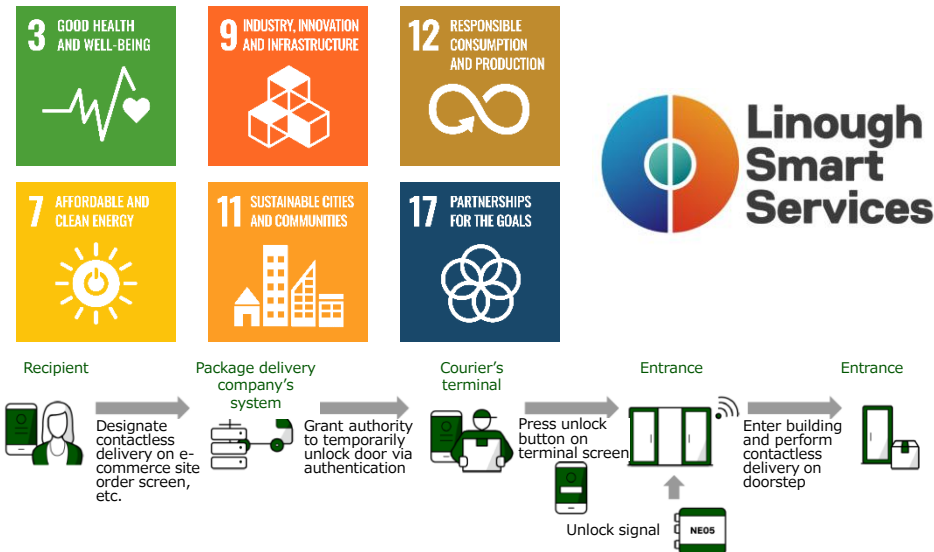 3 GOOD HEALTH
AND WELL-BEING
9 INDUSTRY, INNOVATION
AND INFRASTRUCTURE
12 RESPONSIBLE
CONSUMPTION
AND PRODUCTION
Linough
Smart
Services
7 AFFORDABLE AND
CLEAN ENERGY
11 SUSTAINABLE CITIES
AND COMMUNITIES
17 PARTNERSHIPS
FOR THE GOALS
Recipient
Designate
contactless
delivery on e-
commerce site
order screen,
etc.
Package delivery
company's
system
Grant authority
to temporarily
unlock door via
authentication
Courier's
terminal
Press unlock
button on
terminal screen
Entrance
Unlock signal
NE05
Enter building
and perform
contactless
delivery on
doorstep
Entrance